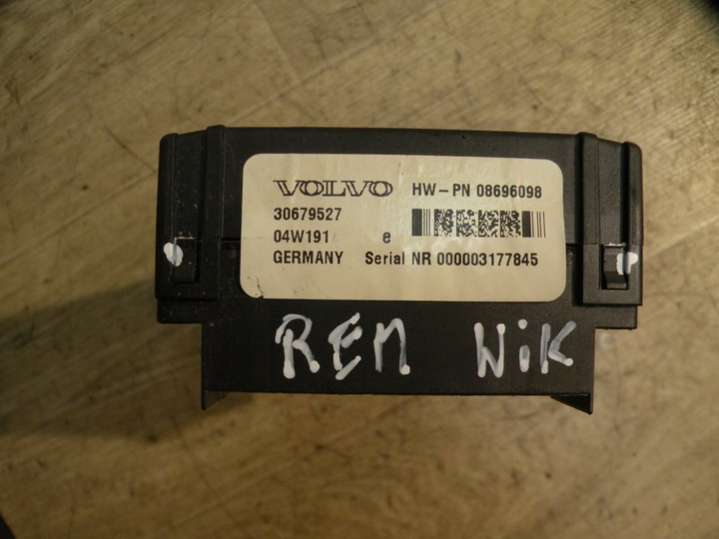 VOLVO HW-PN 08696098
30679527
04W191 e
GERMANY Serial NR 000003177845
REM WiK